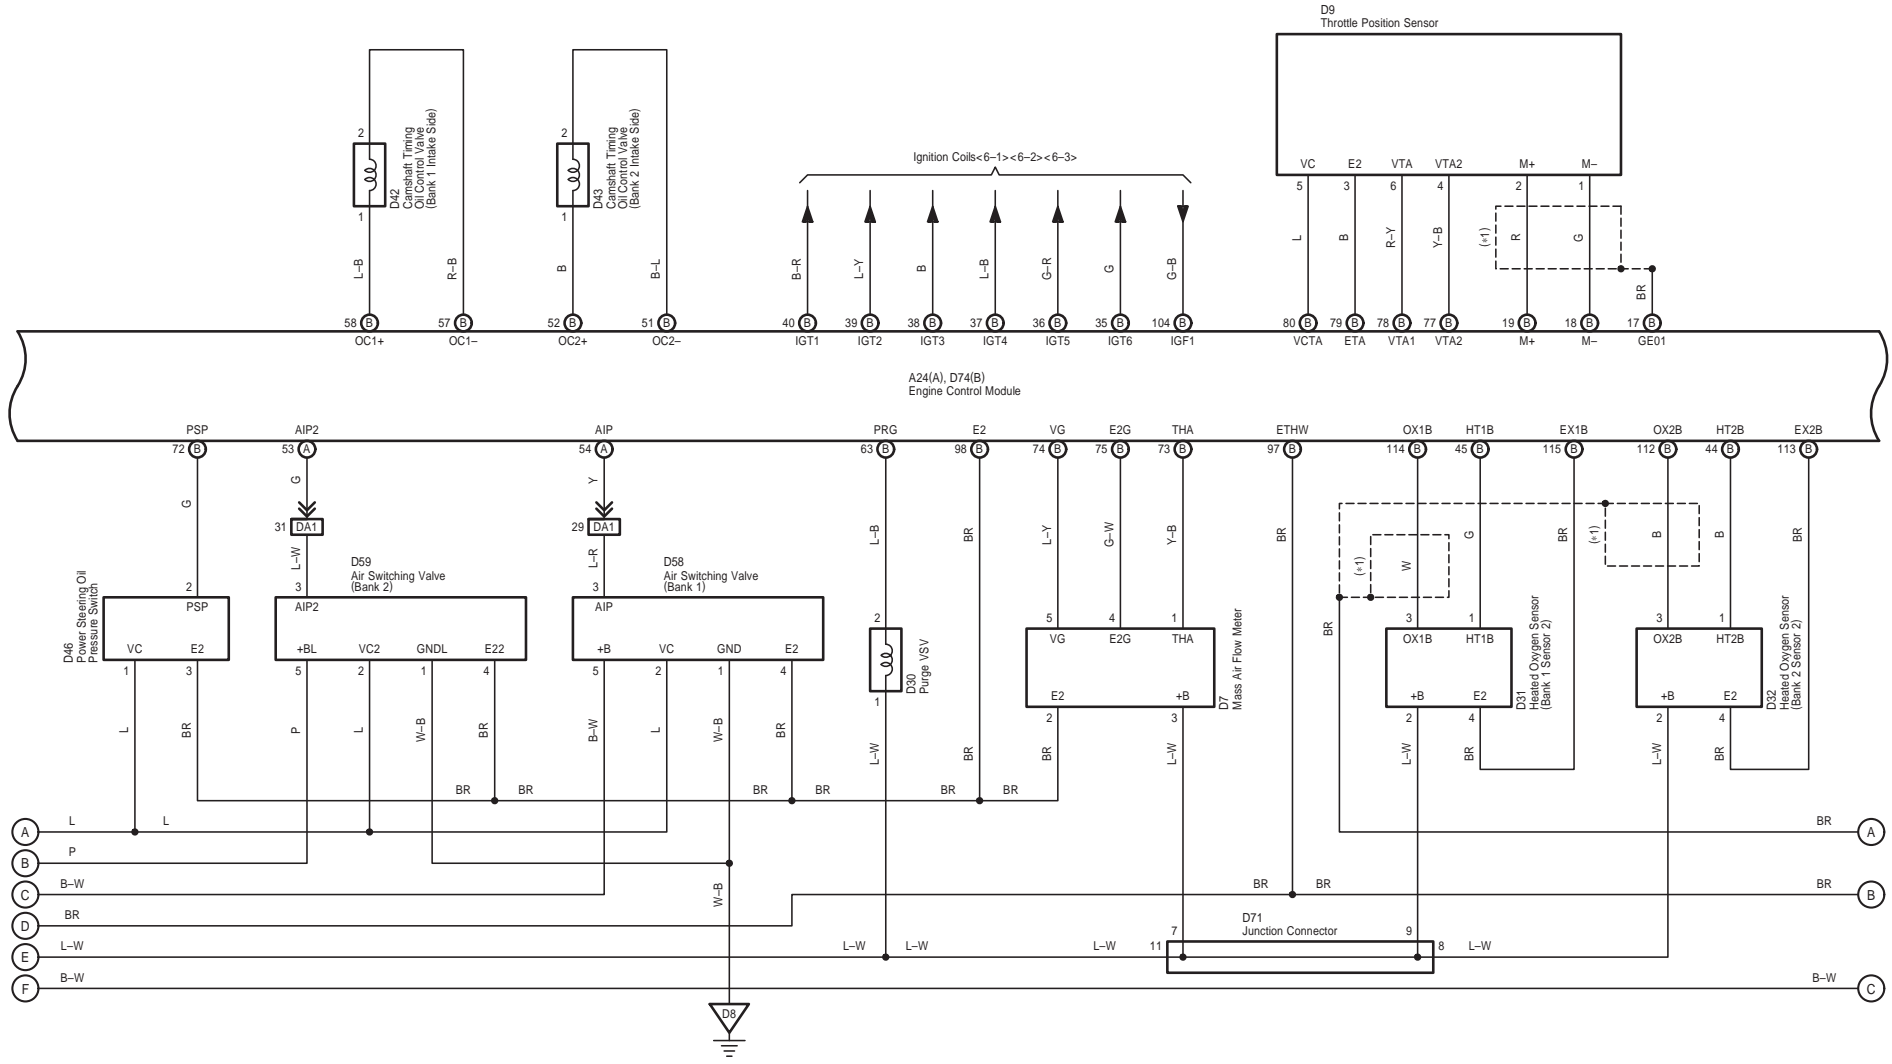 D9
Throttle Position Sensor
2
D42
Camshaft Timing
Oil Control Valve
(Bank 1 Intake Side)
1
2
D43
Camshaft Timing
Oil Control Valve
(Bank 2 Intake Side)
1
Ignition Coils<6–1><6–2><6–3>
VC E2 VTA VTA2 M+ M–
5 3 6 4 2 1
(*1)
L–B R–B B B–L B–R L–Y B L–B G–R G G–B L B R–Y Y–B R G BR
58 B 57 B 52 B 51 B 40 B 39 B 38 B 37 B 36 B 35 B 104 B 80 B 79 B 78 B 77 B 19 B 18 B 17 B
OC1+ OC1– OC2+ OC2– IGT1 IGT2 IGT3 IGT4 IGT5 IGT6 IGF1 VCTA ETA VTA1 VTA2 M+ M– GE01
A24(A), D74(B)
Engine Control Module
PSP AIP2 AIP PRG E2 VG E2G THA ETHW OX1B HT1B EX1B OX2B HT2B EX2B
72 B 53 A 54 A 63 B 98 B 74 B 75 B 73 B 97 B 114 B 45 B 115 B 112 B 44 B 113 B
G G Y
31 DA1 29 DA1
L–W L–R L–B BR L–Y G–W Y–B BR (*1) W G BR (*1) B B BR
D59
Air Switching Valve
(Bank 2)
D58
Air Switching Valve
(Bank 1)
2 3 3 2 5 4 1 3 1 3 1
D46
Power Steering Oil
Pressure Switch
PSP AIP2 AIP
VC E2 +BL VC2 GNDL E22 +B VC GND E2
1 3 5 2 1 4 5 2 1 4
D30
Purge VSV
1
VG E2G THA
E2 +B
2 3
D7
Mass Air Flow Meter
BR
OX1B HT1B
+B E2
2 4
D31
Heated Oxygen Sensor
(Bank 1 Sensor 2)
OX2B HT2B
+B E2
2 4
D32
Heated Oxygen Sensor
(Bank 2 Sensor 2)
L BR P L W–B BR B–W L W–B BR L–W BR BR L–W L–W BR L–W BR
BR BR BR BR BR BR
A L L BR A
B P
C B–W W–B BR BR BR B
D BR
D71
Junction Connector
7 9
E L–W L–W L–W L–W 11 8 L–W
F B–W B–W C
D8